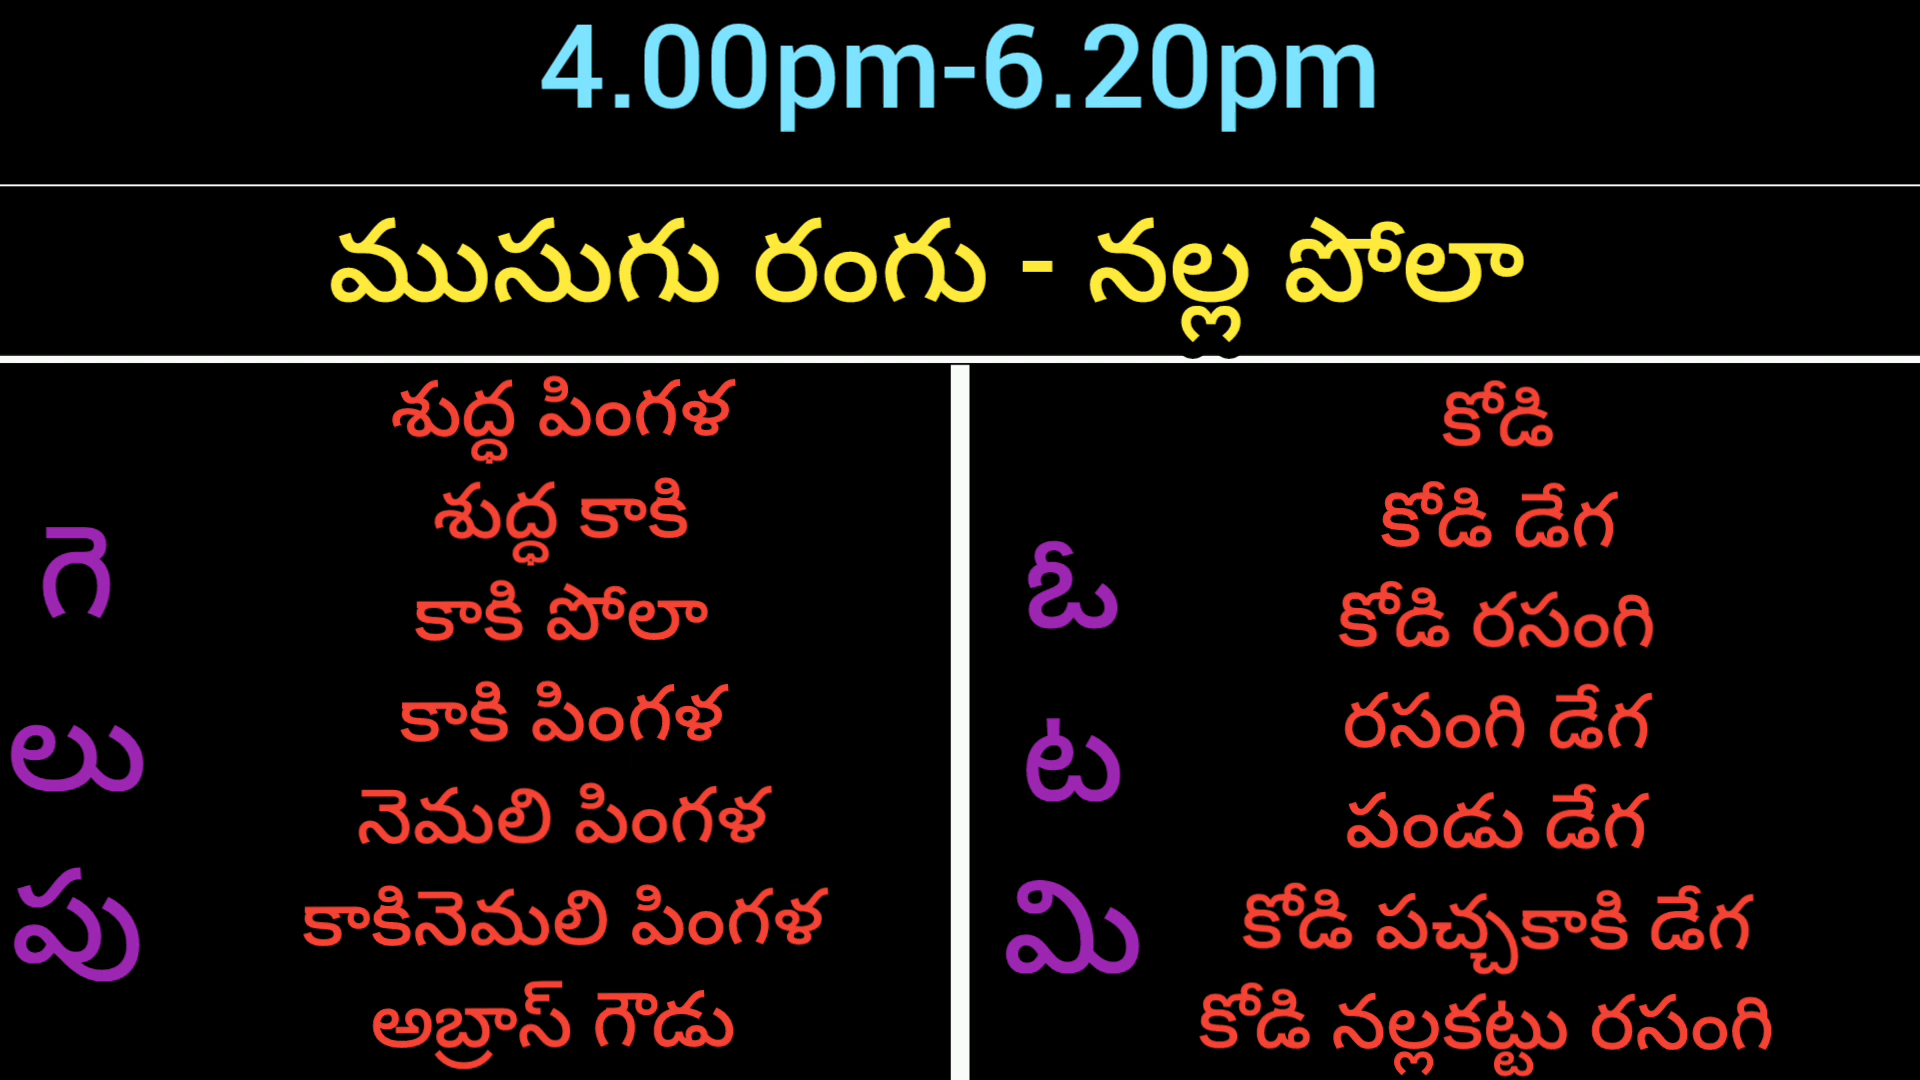 4.00pm-6.20pm
ముసుగు రంగు - నల్ల పోలా
గెలుపు
శుద్ధ పింగళ
శుద్ధ కాకి
కాకి పోలా
కాకి పింగళ
నెమలి పింగళ
కాకినెమలి పింగళ
అబ్రాస్ గౌడు
ఓటమి
కోడి
కోడి డేగ
కోడి రసంగి
రసంగి డేగ
పండు డేగ
కోడి పచ్చకాకి డేగ
కోడి నల్లకట్టు రసంగి